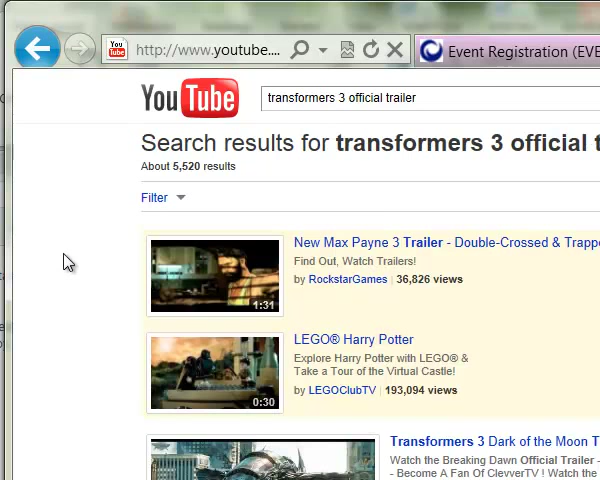 http://www.youtube....
Event Registration (EVE
YouTube
transformers 3 official trailer
Search results for transformers 3 official t
About 5,520 results
Filter
New Max Payne 3 Trailer - Double-Crossed & Trappe
Find Out, Watch Trailers!
by RockstarGames | 36,826 views
1:31
LEGO® Harry Potter
Explore Harry Potter with LEGO® &
Take a Tour of the Virtual Castle!
by LEGOClubTV | 193,094 views
0:30
Transformers 3 Dark of the Moon T
Watch the Breaking Dawn Official Trailer -
- Become A Fan Of ClevverTV ! Watch the